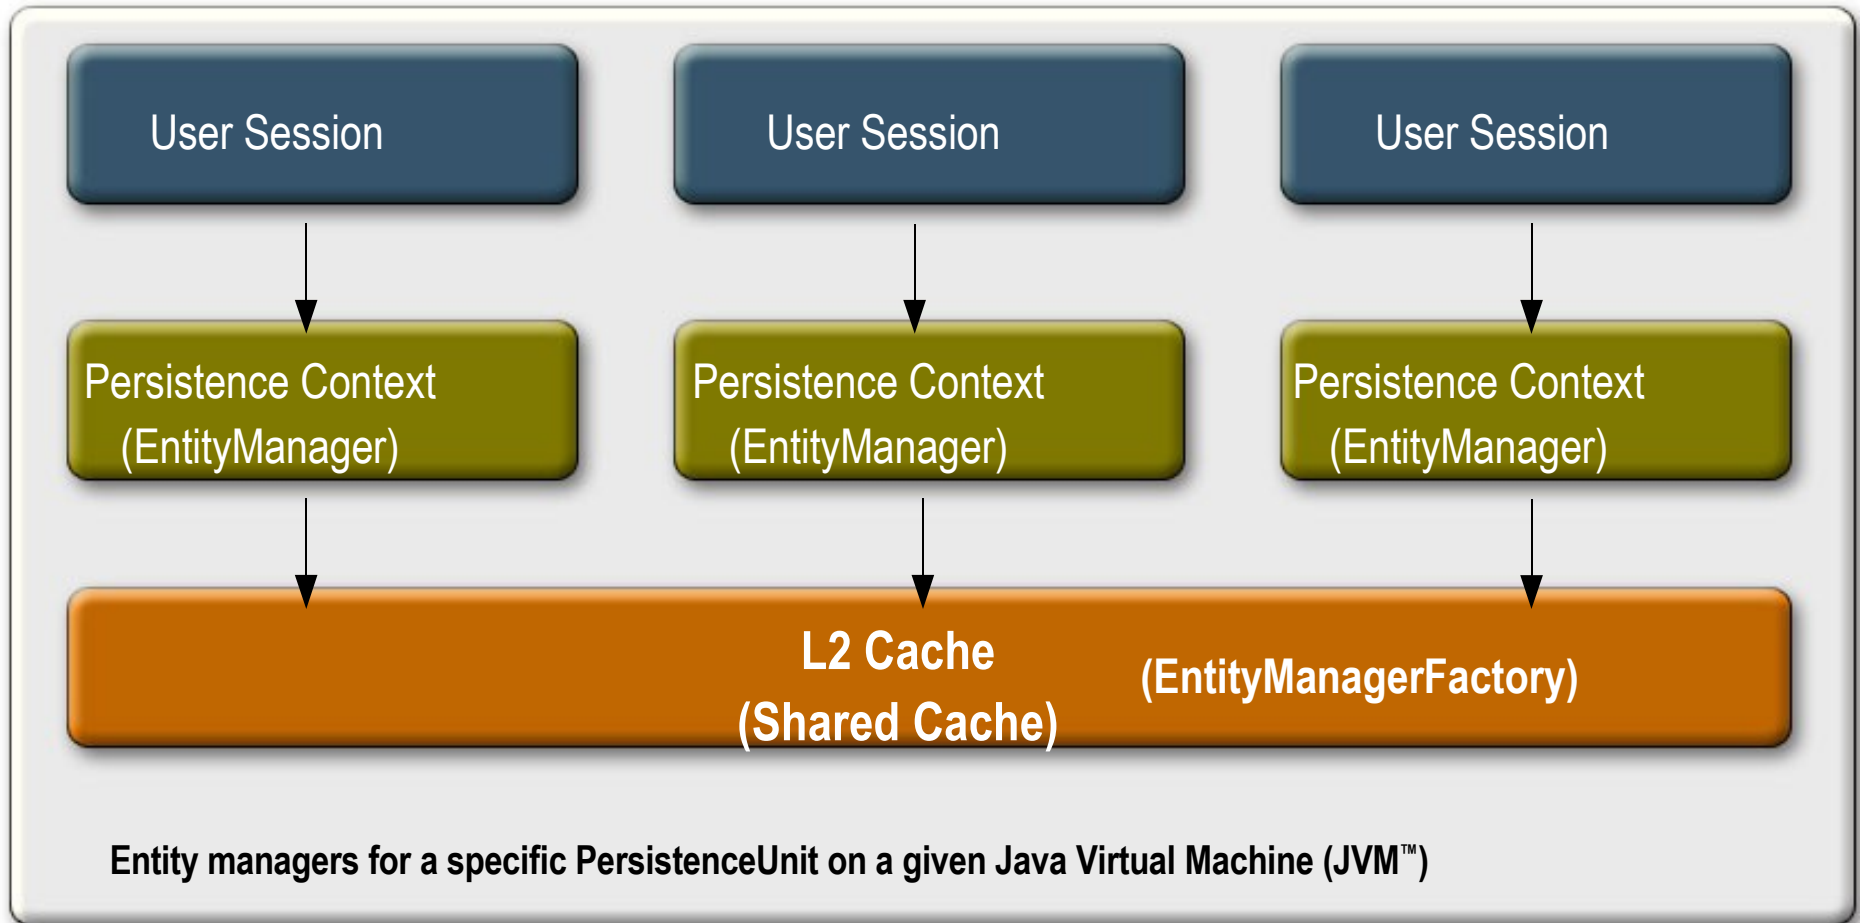 User Session
User Session
User Session
Persistence Context
(EntityManager)
Persistence Context
(EntityManager)
Persistence Context
(EntityManager)
L2 Cache
(Shared Cache)
(EntityManagerFactory)
Entity managers for a specific PersistenceUnit on a given Java Virtual Machine (JVM™)